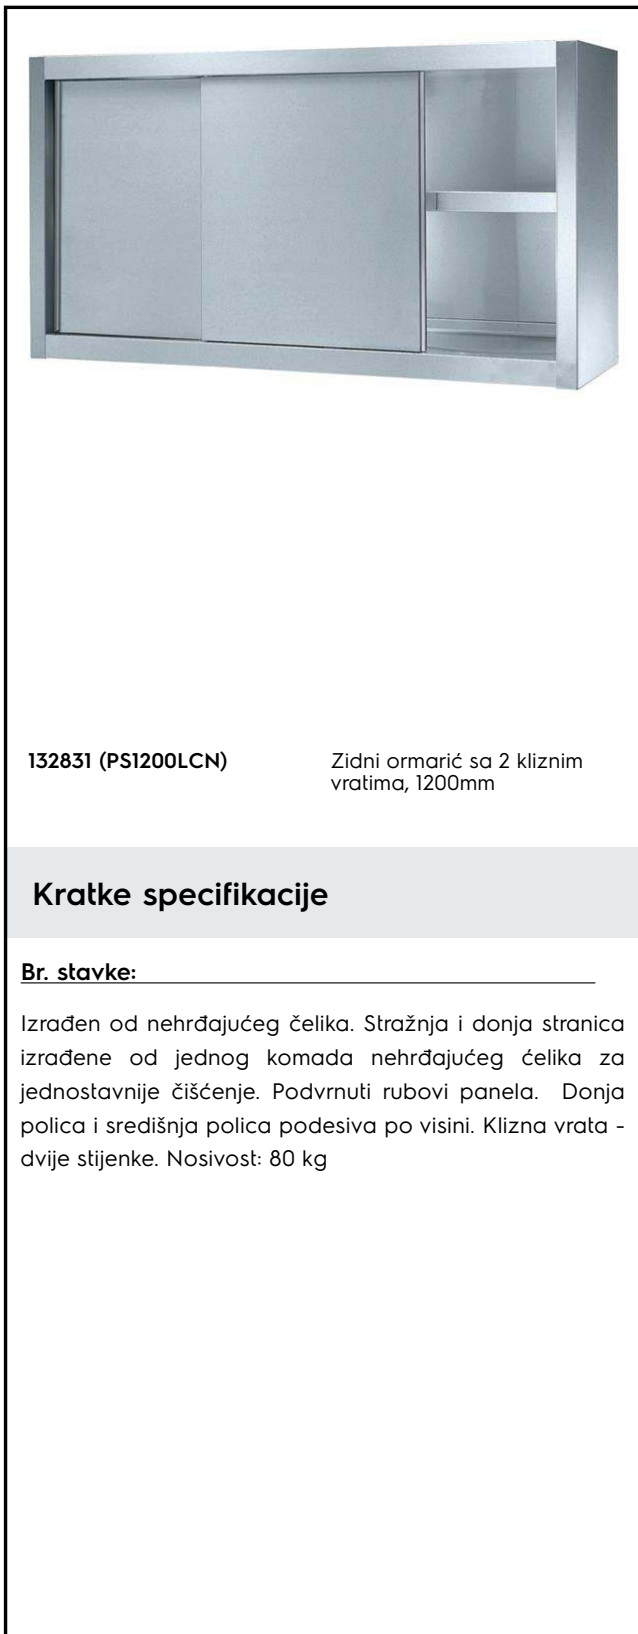 132831 (PS1200LCN)
Zidni ormarić sa 2 kliznim
vratima, 1200mm
Kratke specifikacije
Br. stavke:
Izrađen od nehrđajućeg čelika. Stražnja i donja stranica
izrađene od jednog komada nehrđajućeg ćelika za
jednostavnije čišćenje. Podvrnuti rubovi panela. Donja
polica i središnja polica podesiva po visini. Klizna vrata -
dvije stijenke. Nosivost: 80 kg